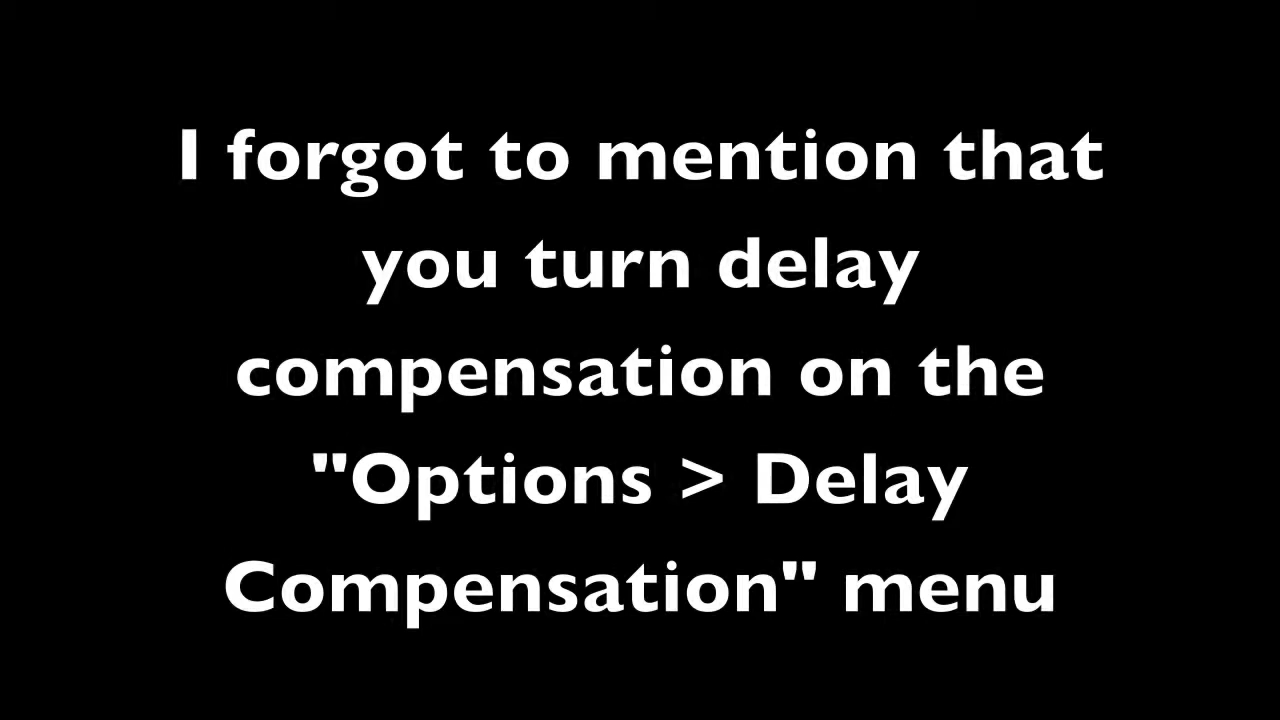 I forgot to mention that
you turn delay
compensation on the
"Options > Delay
Compensation" menu